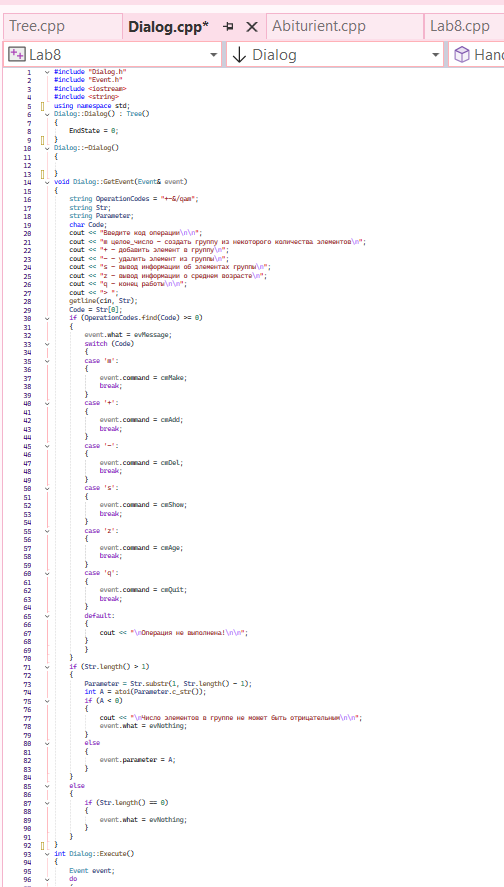 Tree.cpp Dialog.cpp* Abiturient.cpp Lab8.cpp
Lab8 Dialog Hand
1 #include "Dialog.h"
2 #include "Event.h"
3 #include <iostream>
4 #include <string>
5 using namespace std;
6 Dialog::Dialog() : Tree()
7 {
8 EndState = 0;
9 }
10 Dialog::~Dialog()
11 {
12
13 }
14 void Dialog::GetEvent(Event& event)
15 {
16 string OperationCodes = "+-&/qam";
17 string Str;
18 string Parameter;
19 char Code;
20 cout << "Введите код операции\n\n";
21 cout << "m целое_число - создать группу из некоторого количества элементов\n";
22 cout << "+ - добавить элемент в группу\n";
23 cout << "- - удалить элемент из группы\n";
24 cout << "s - вывод информации об элементах группы\n";
25 cout << "z - вывод информации о среднем возрасте\n";
26 cout << "q - конец работы\n\n";
27 cout << "> ";
28 getline(cin, Str);
29 Code = Str[0];
30 if (OperationCodes.find(Code) >= 0)
31 {
32 event.what = evMessage;
33 switch (Code)
34 {
35 case 'm':
36 {
37 event.command = cmMake;
38 break;
39 }
40 case '+':
41 {
42 event.command = cmAdd;
43 break;
44 }
45 case '-':
46 {
47 event.command = cmDel;
48 break;
49 }
50 case 's':
51 {
52 event.command = cmShow;
53 break;
54 }
55 case 'z':
56 {
57 event.command = cmAge;
58 break;
59 }
60 case 'q':
61 {
62 event.command = cmQuit;
63 break;
64 }
65 default:
66 {
67 cout << "\nОперация не выполнена!\n\n";
68 }
69 }
70 }
71 if (Str.length() > 1)
72 {
73 Parameter = Str.substr(1, Str.length() - 1);
74 int A = atoi(Parameter.c_str());
75 if (A < 0)
76 {
77 cout << "\nЧисло элементов в группе не может быть отрицательным\n\n";
78 event.what = evNothing;
79 }
80 else
81 {
82 event.parameter = A;
83 }
84 }
85 else
86 {
87 if (Str.length() == 0)
88 {
89 event.what = evNothing;
90 }
91 }
92 }
93 int Dialog::Execute()
94 {
95 Event event;
96 do
{